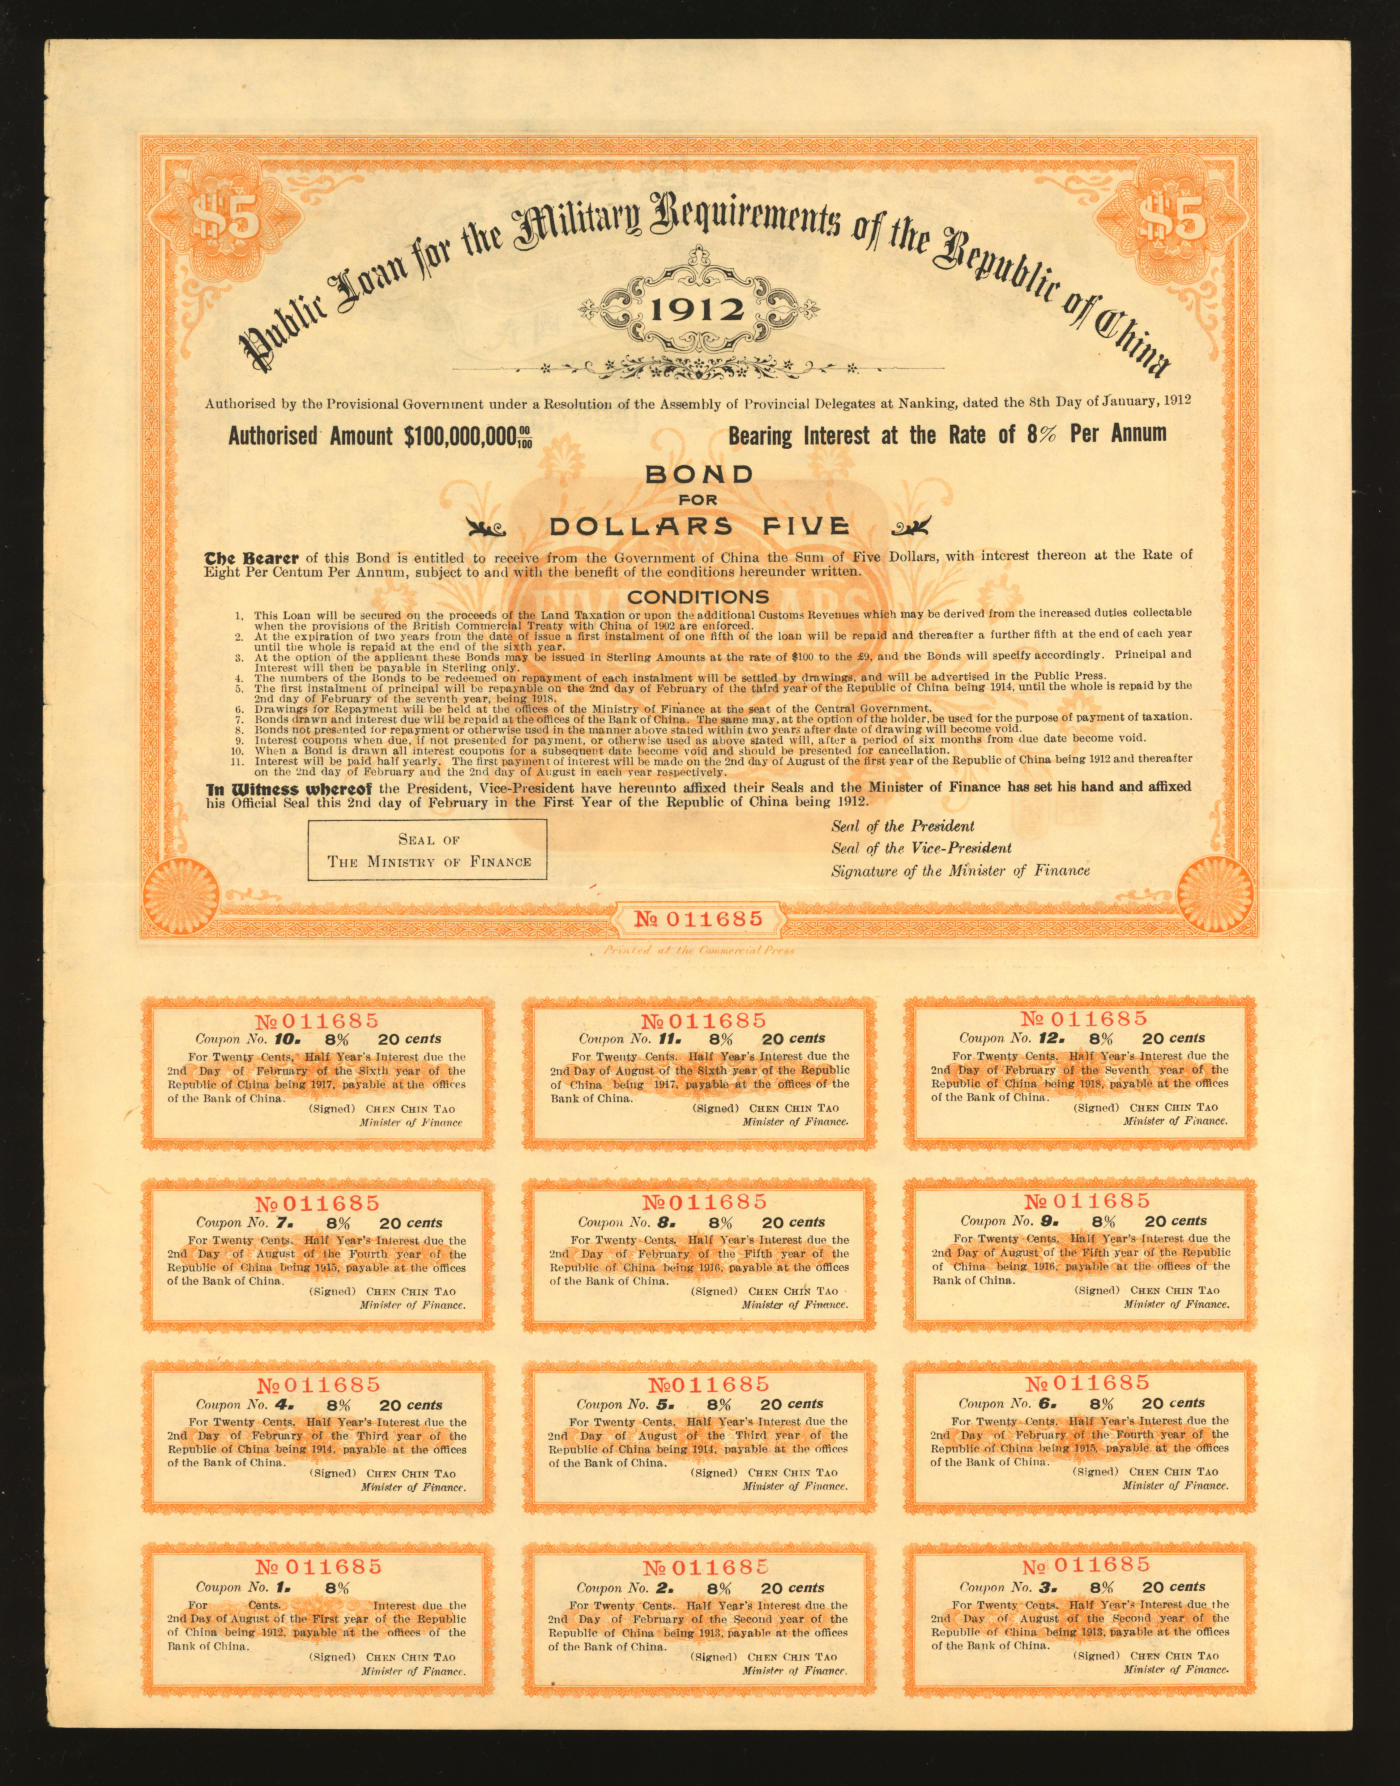 $5
$5
Public Loan for the Military Requirements of the Republic of China
1912
Authorised by the Provisional Government under a Resolution of the Assembly of Provincial Delegates at Nanking, dated the 8th Day of January, 1912
Authorised Amount $100,000,000 00/100 Bearing Interest at the Rate of 8% Per Annum
BOND
FOR
DOLLARS FIVE
The Bearer of this Bond is entitled to receive from the Government of China the Sum of Five Dollars, with interest thereon at the Rate of
Eight Per Centum Per Annum, subject to and with the benefit of the conditions hereunder written.
CONDITIONS
1. This Loan will be secured on the proceeds of the Land Taxation or upon the additional Customs Revenues which may be derived from the increased duties collectable
when the provisions of the British Commercial Treaty with China of 1902 are enforced.
2. At the expiration of two years from the date of issue a first instalment of one fifth of the loan will be repaid and thereafter a further fifth at the end of each year
until the whole is repaid at the end of the sixth year.
3. At the option of the applicant these Bonds may be issued in Sterling Amounts at the rate of $100 to the £9, and the Bonds will specify accordingly. Principal and
Interest will then be payable in Sterling only.
4. The numbers of the Bonds to be redeemed on repayment of each instalment will be settled by drawings, and will be advertised in the Public Press.
5. The first instalment of principal will be repayable on the 2nd day of February of the third year of the Republic of China being 1914, until the whole is repaid by the
2nd day of February of the seventh year, being 1918.
6. Drawings for Repayment will be held at the offices of the Ministry of Finance at the seat of the Central Government.
7. Bonds drawn and interest due will be repaid at the offices of the Bank of China. The same may, at the option of the holder, be used for the purpose of payment of taxation.
8. Bonds not presented for repayment or otherwise used in the manner above stated within two years after date of drawing will become void.
9. Interest coupons when due, if not presented for payment, or otherwise used as above stated will, after a period of six months from due date become void.
10. When a Bond is drawn all interest coupons for a subsequent date become void and should be presented for cancellation.
11. Interest will be paid half yearly. The first payment of interest will be made on the 2nd day of August of the first year of the Republic of China being 1912 and thereafter
on the 2nd day of February and the 2nd day of August in each year respectively.
In Witness whereof the President, Vice-President have hereunto affixed their Seals and the Minister of Finance has set his hand and affixed
his Official Seal this 2nd day of February in the First Year of the Republic of China being 1912.
SEAL OF
THE MINISTRY OF FINANCE
Seal of the President
Seal of the Vice-President
Signature of the Minister of Finance
№ 011685
Printed at the Commercial Press
№ 011685
Coupon No. 10. 8% 20 cents
For Twenty Cents, Half Year's Interest due the
2nd Day of February of the Sixth year of the
Republic of China being 1917, payable at the offices
of the Bank of China.
(Signed) CHEN CHIN TAO
Minister of Finance
№ 011685
Coupon No. 11. 8% 20 cents
For Twenty Cents. Half Year's Interest due the
2nd Day of August of the Sixth year of the Republic
of China being 1917, payable at the offices of the
Bank of China.
(Signed) CHEN CHIN TAO
Minister of Finance.
№ 011685
Coupon No. 12. 8% 20 cents
For Twenty Cents. Half Year's Interest due the
2nd Day of February of the Seventh year of the
Republic of China being 1918, payable at the offices
of the Bank of China.
(Signed) CHEN CHIN TAO
Minister of Finance.
№ 011685
Coupon No. 7. 8% 20 cents
For Twenty Cents. Half Year's Interest due the
2nd Day of August of the Fourth year of the
Republic of China being 1915, payable at the offices
of the Bank of China.
(Signed) CHEN CHIN TAO
Minister of Finance.
№ 011685
Coupon No. 8. 8% 20 cents
For Twenty Cents. Half Year's Interest due the
2nd Day of February of the Fifth year of the
Republic of China being 1916, payable at the offices
of the Bank of China.
(Signed) CHEN CHIN TAO
Minister of Finance.
№ 011685
Coupon No. 9. 8% 20 cents
For Twenty Cents. Half Year's Interest due the
2nd Day of August of the Fifth year of the Republic
of China being 1916, payable at the offices of the
Bank of China.
(Signed) CHEN CHIN TAO
Minister of Finance.
№ 011685
Coupon No. 4. 8% 20 cents
For Twenty Cents. Half Year's Interest due the
2nd Day of February of the Third year of the
Republic of China being 1914, payable at the offices
of the Bank of China.
(Signed) CHEN CHIN TAO
Minister of Finance.
№ 011685
Coupon No. 5. 8% 20 cents
For Twenty Cents. Half Year's Interest due the
2nd Day of August of the Third year of the
Republic of China being 1914, payable at the offices
of the Bank of China.
(Signed) CHEN CHIN TAO
Minister of Finance.
№ 011685
Coupon No. 6. 8% 20 cents
For Twenty Cents. Half Year's Interest due the
2nd Day of February of the Fourth year of the
Republic of China being 1915, payable at the offices
of the Bank of China.
(Signed) CHEN CHIN TAO
Minister of Finance.
№ 011685
Coupon No. 1. 8%
For Cents. Interest due the
2nd Day of August of the First year of the Republic
of China being 1912, payable at the offices of the
Bank of China.
(Signed) CHEN CHIN TAO
Minister of Finance.
№ 011685
Coupon No. 2. 8% 20 cents
For Twenty Cents. Half Year's Interest due the
2nd Day of February of the Second year of the
Republic of China being 1913, payable at the offices
of the Bank of China.
(Signed) CHEN CHIN TAO
Minister of Finance.
№ 011685
Coupon No. 3. 8% 20 cents
For Twenty Cents. Half Year's Interest due the
2nd Day of August of the Second year of the
Republic of China being 1913, payable at the offices
of the Bank of China.
(Signed) CHEN CHIN TAO
Minister of Finance.